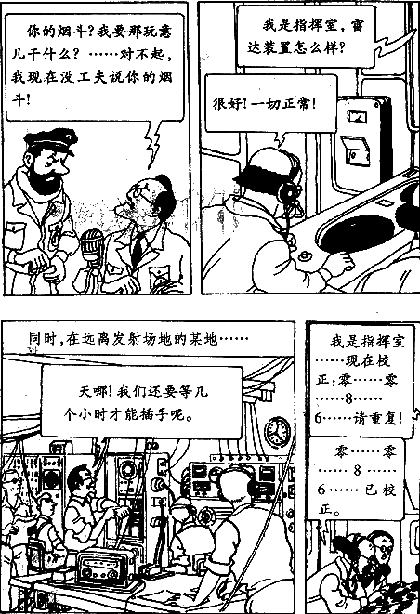 你的烟斗？我要那玩意
儿干什么？……对不起，
我现在没工夫说你的烟
斗！
我是指挥室，雷
达装置怎么样？
很好！一切正常！
同时，在远离发射场地的某地……
天哪！我们还要等几
个小时才能插手呢。
我是指挥室
……现在校
正：零……零
……8……
6……请重复！
零……零
……8……
6……已校
正。